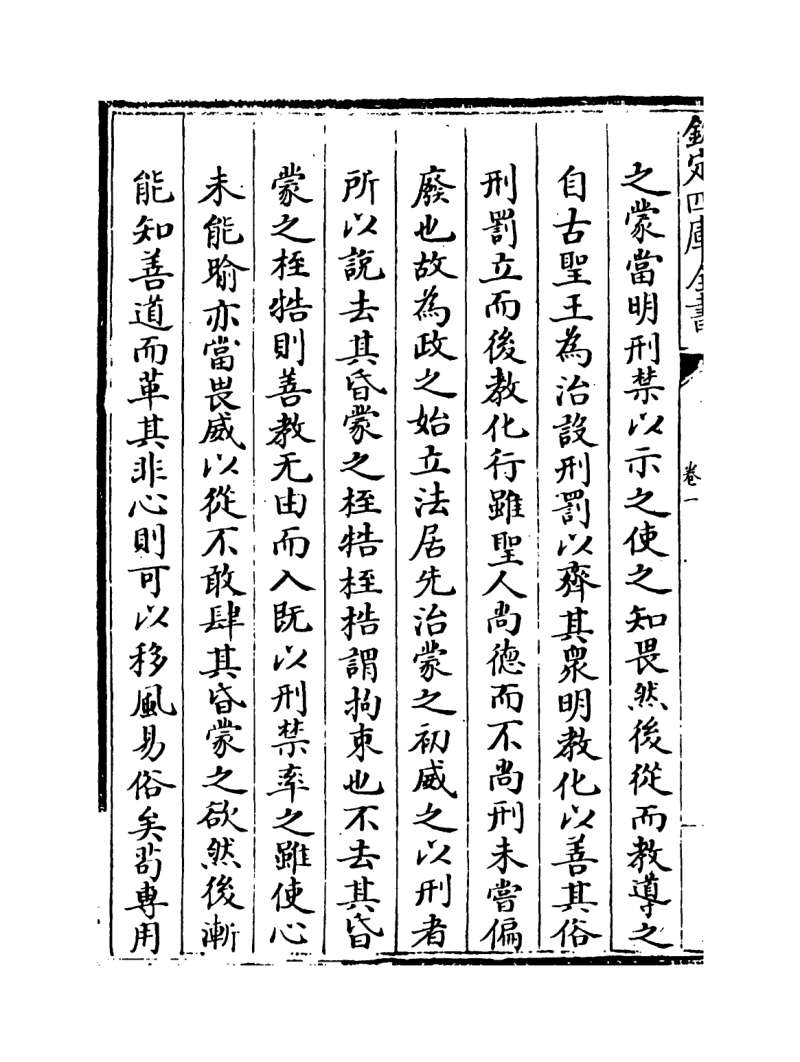 欽定四庫全書
卷一
之蒙當明刑禁以示之使之知畏然後從而教導之
自古聖王為治設刑罰以齊其衆明教化以善其俗
刑罰立而後教化行雖聖人尚德而不尚刑未嘗偏
廢也故為政之始立法居先治蒙之初威之以刑者
所以說去其昏蒙之桎牿桎梏謂拘束也不去其昏
蒙之桎牿則善教无由而入既以刑禁率之雖使心
未能喻亦當畏威以從不敢肆其昏蒙之欲然後漸
能知善道而革其非心則可以移風易俗矣茍專用